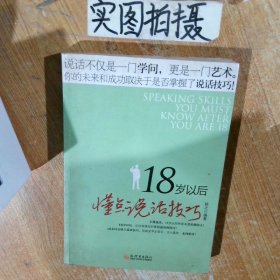 实图拍摄
说话不仅是一门学问，更是一门艺术。
你的未来和成功取决于是否掌握了说话技巧！
SPEAKING SKILLS
YOU MUST
KNOW AFTER
YOU ARE 18
18岁以后
懂点说话技巧